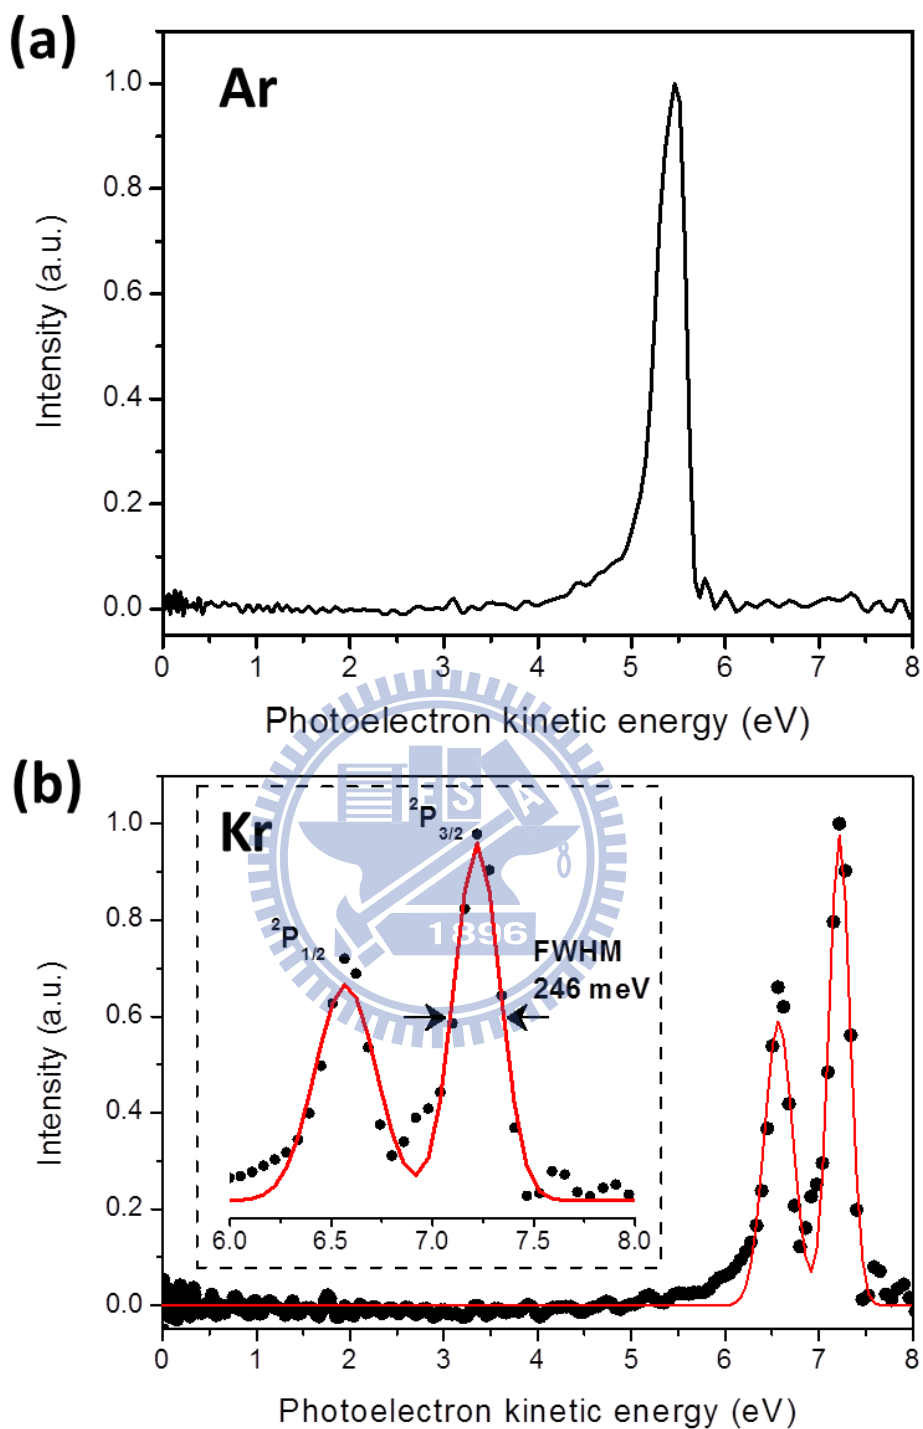 (a)
Ar
1.0
0.8
0.6
0.4
0.2
0.0
Intensity (a.u.)
0 1 2 3 4 5 6 7 8
Photoelectron kinetic energy (eV)
(b)
Kr
1.0
0.8
0.6
0.4
0.2
0.0
Intensity (a.u.)
²P₃/₂
²P₁/₂
FWHM
246 meV
6.0 6.5 7.0 7.5 8.0
E S A
1896
0 1 2 3 4 5 6 7 8
Photoelectron kinetic energy (eV)